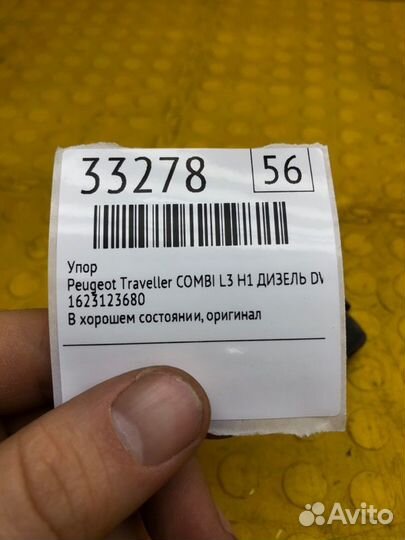 33278 56
Упор
Peugeot Traveller COMBI L3 H1 ДИЗЕЛЬ DV
1623123680
В хорошем состоянии, оригинал
Avito